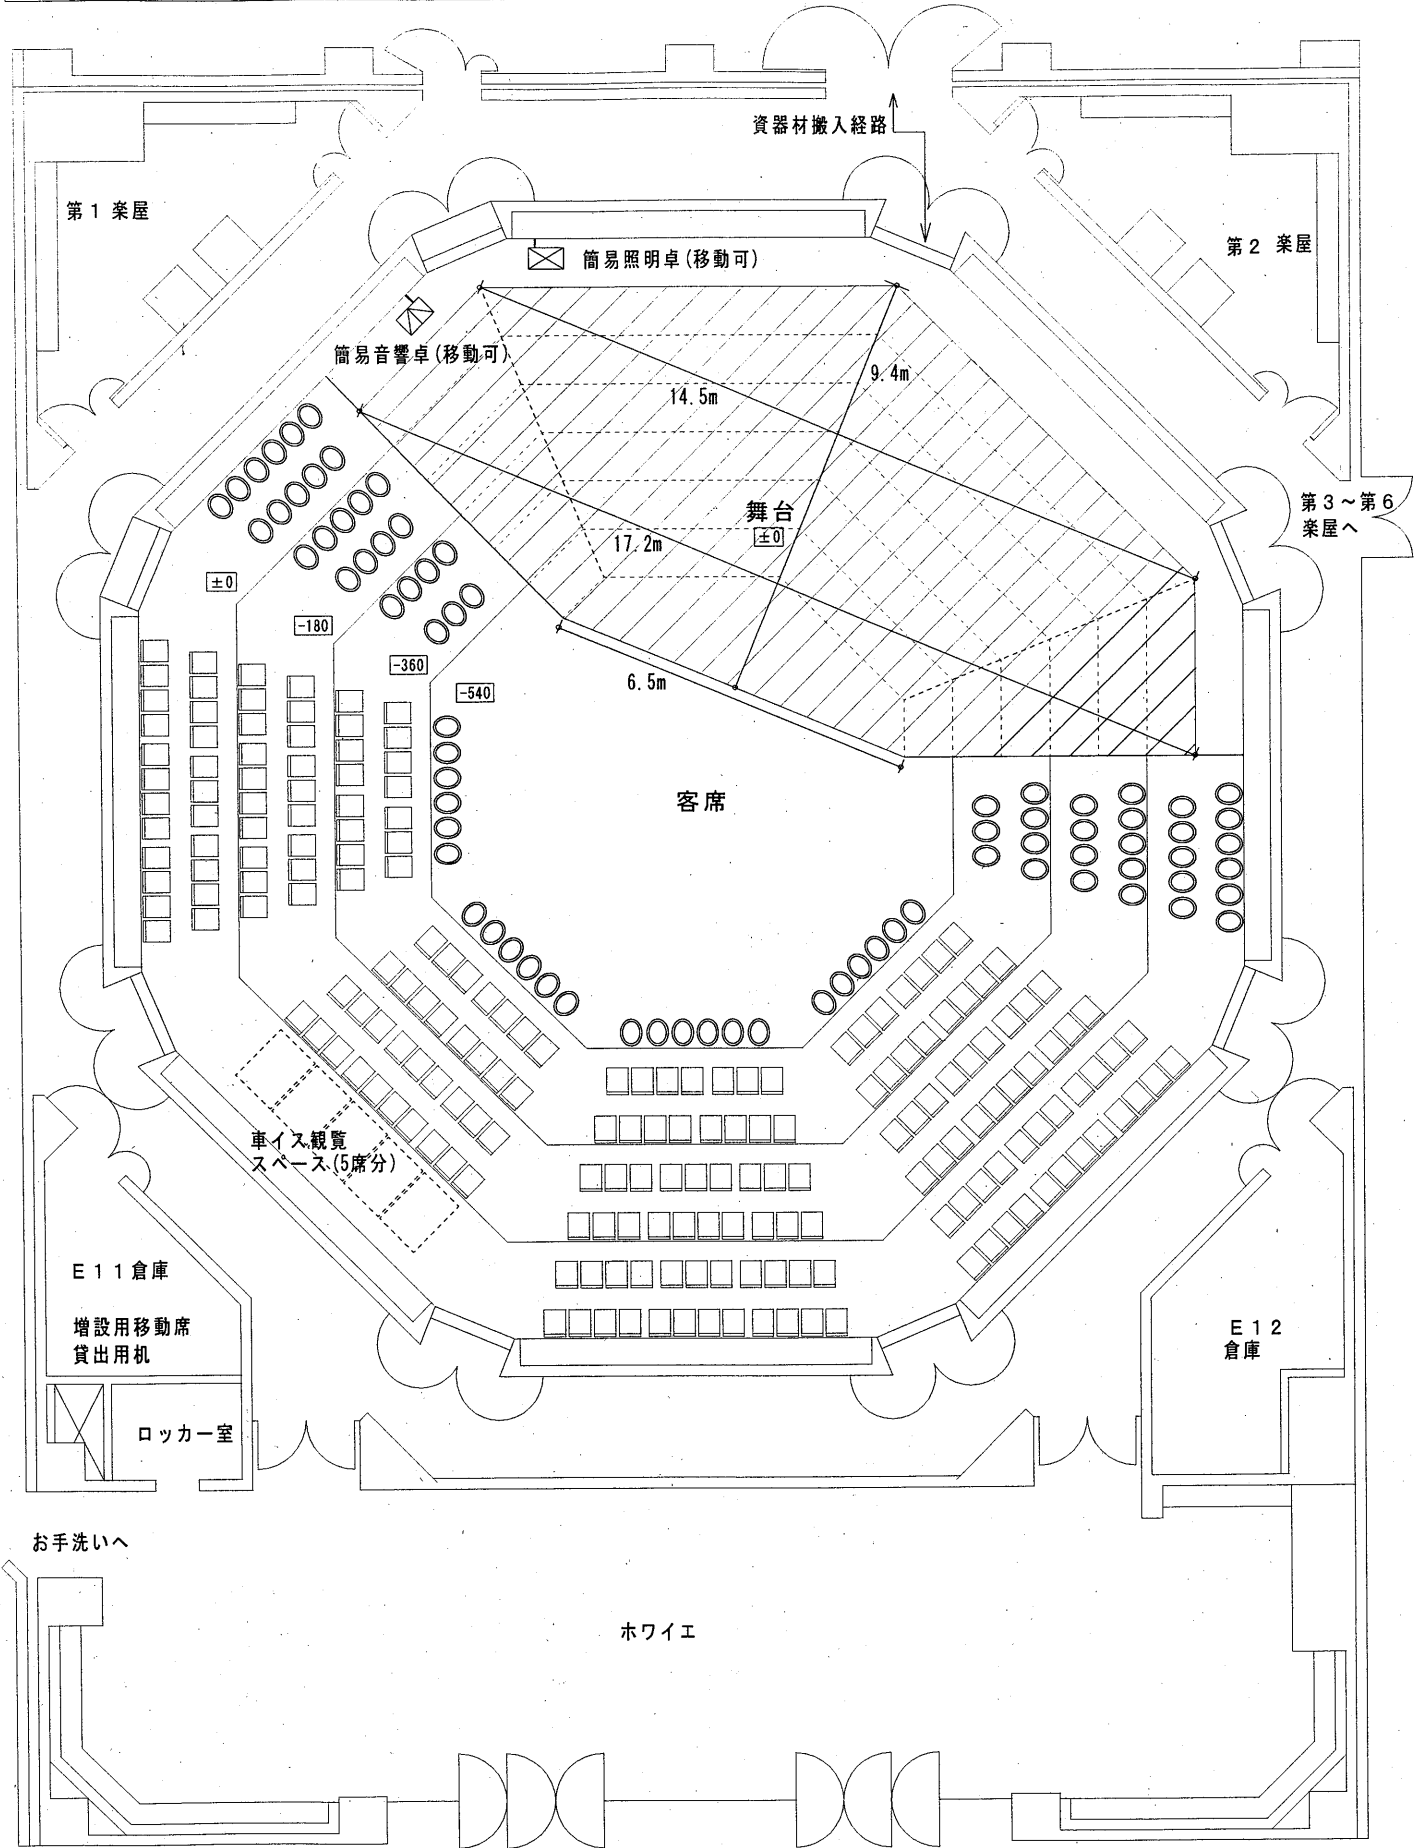 資器材搬入経路
第1 楽屋
第2 楽屋
簡易照明卓(移動可)
簡易音響卓(移動可)
9.4m
14.5m
第3～第6
楽屋へ
舞台
±0
17.2m
±0
-180
-360
-540
6.5m
客席
車イス観覧
スペース(5席分)
E11倉庫
増設用移動席
貸出用机
E12
倉庫
ロッカー室
お手洗いへ
ホワイエ